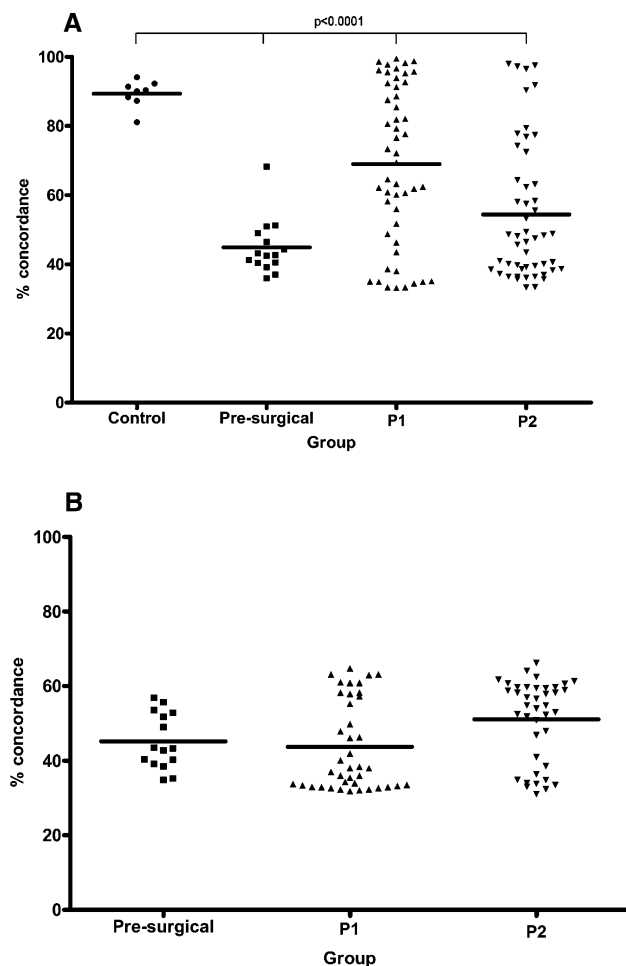 A
p<0.0001
100
80
60
40
20
0
% concordance
Control Pre-surgical P1 P2
Group
B
100
80
60
40
20
0
% concordance
Pre-surgical P1 P2
Group